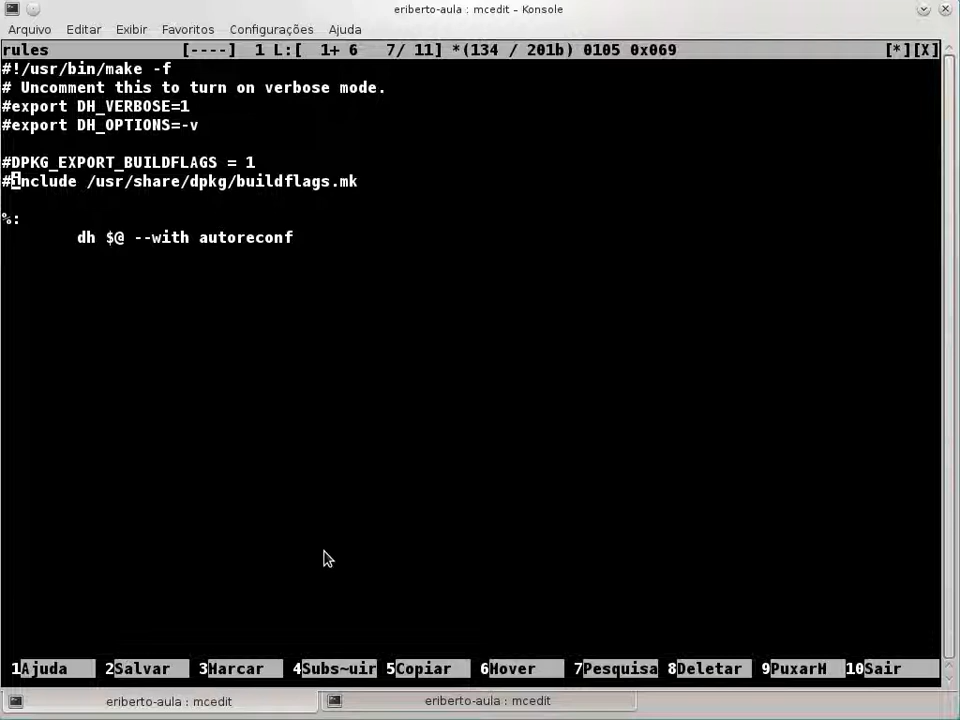 eriberto-aula : mcedit – Konsole
Arquivo Editar Exibir Favoritos Configurações Ajuda
rules [----] 1 L:[ 1+ 6 7/ 11] *(134 / 201b) 0105 0x069 [*][X]
#!/usr/bin/make -f
# Uncomment this to turn on verbose mode.
#export DH_VERBOSE=1
#export DH_OPTIONS=-v
#DPKG_EXPORT_BUILDFLAGS = 1
#include /usr/share/dpkg/buildflags.mk
%:
dh $@ --with autoreconf
1Ajuda 2Salvar 3Marcar 4Subs~uir 5Copiar 6Mover 7Pesquisa 8Deletar 9PuxarM 10Sair
eriberto-aula : mcedit eriberto-aula : mcedit